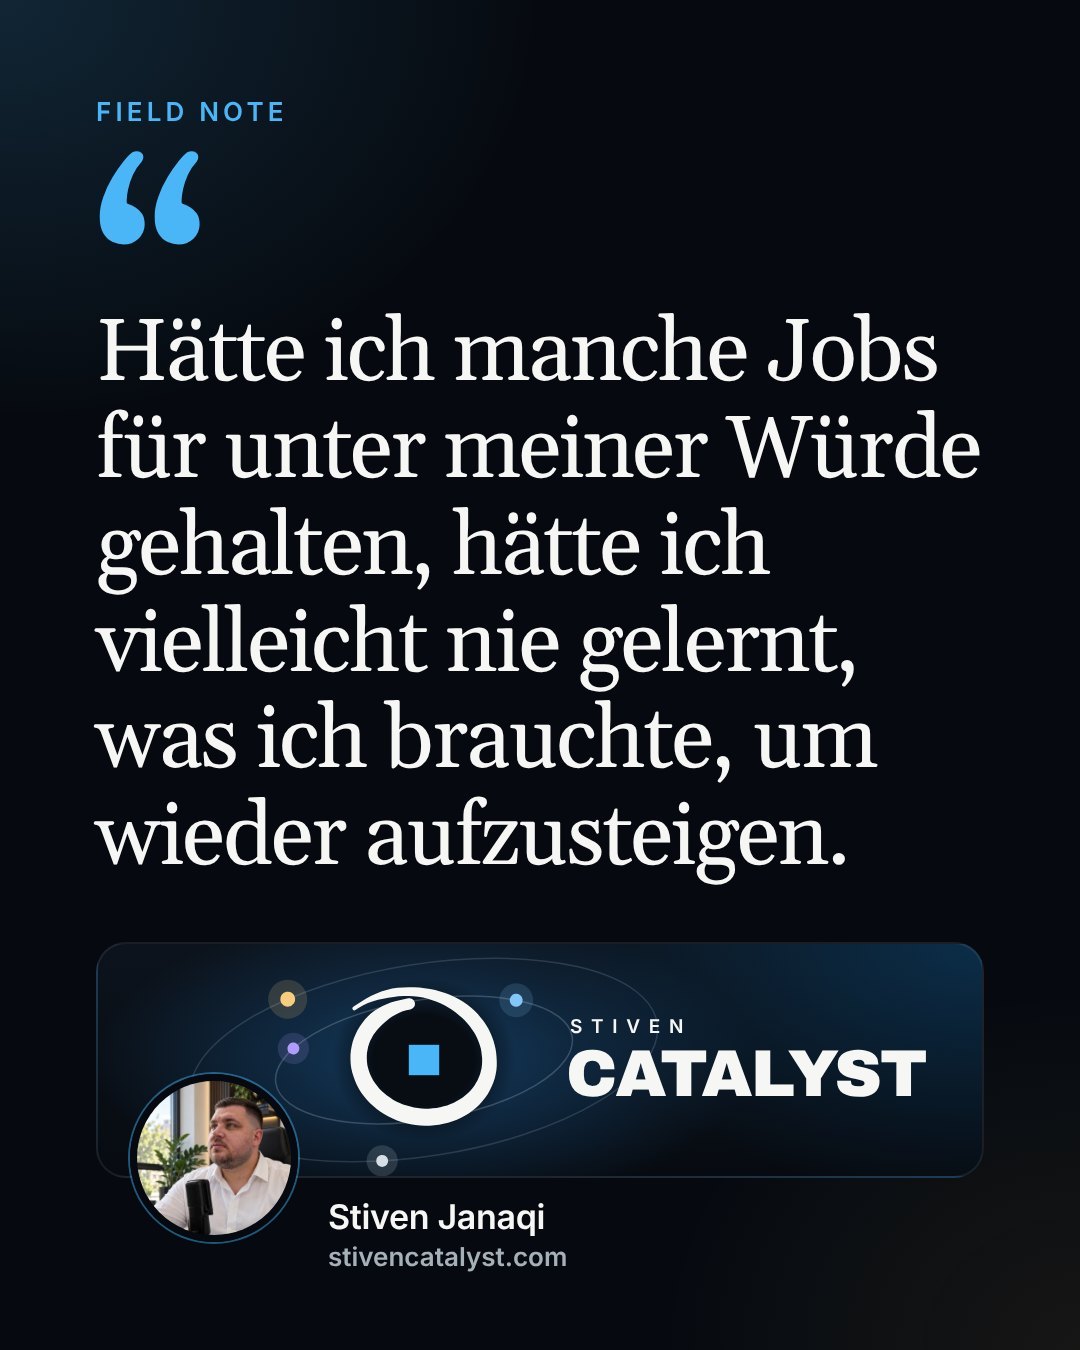 FIELD NOTE
“
Hätte ich manche Jobs
für unter meiner Würde
gehalten, hätte ich
vielleicht nie gelernt,
was ich brauchte, um
wieder aufzusteigen.
STIVEN
CATALYST
Stiven Janaqi
stivencatalyst.com